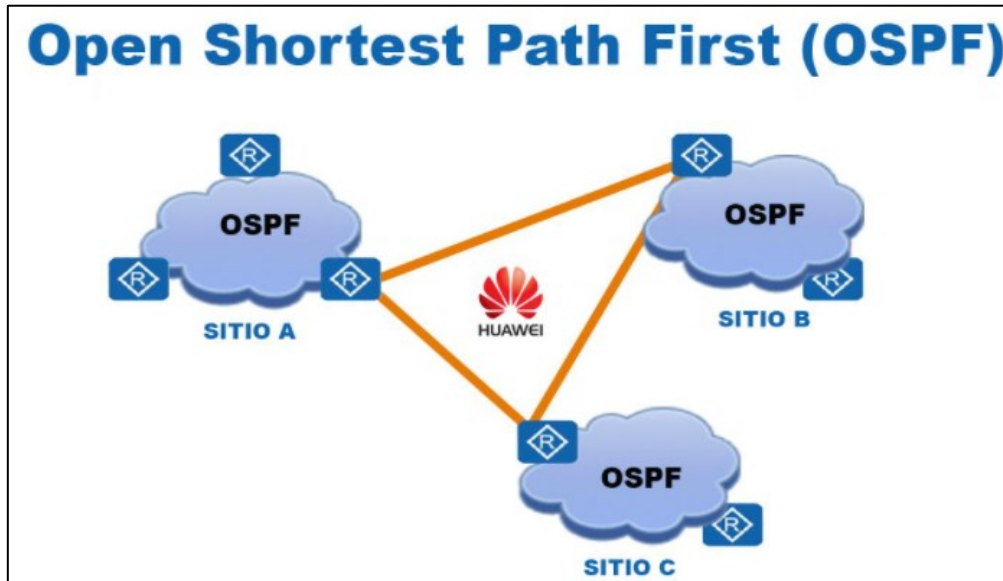 Open Shortest Path First (OSPF)
R
R
OSPF
R
OSPF
R
R
SITIO A
HUAWEI
SITIO B
R
OSPF
R
SITIO C